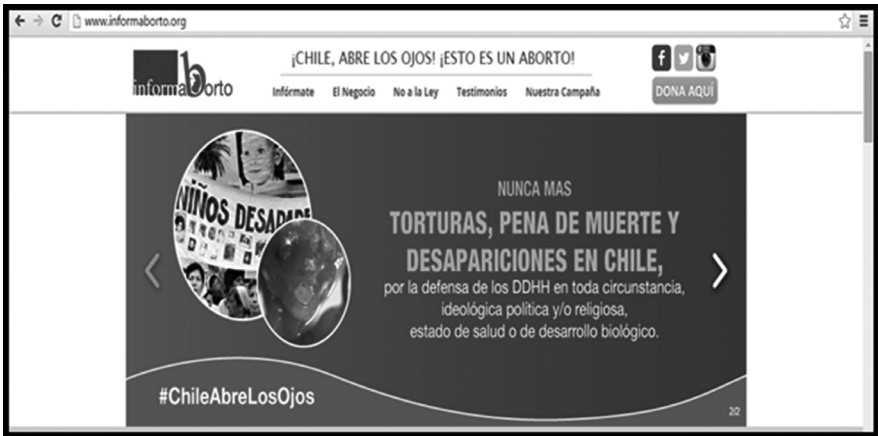 www.informaborto.org
informaborto
¡CHILE, ABRE LOS OJOS! ¡ESTO ES UN ABORTO!
Infórmate El Negocio No a la Ley Testimonios Nuestra Campaña
DONA AQUÍ
NIÑOS DESAPARE
NUNCA MAS
TORTURAS, PENA DE MUERTE Y
DESAPARICIONES EN CHILE,
por la defensa de los DDHH en toda circunstancia,
ideológica política y/o religiosa,
estado de salud o de desarrollo biológico.
#ChileAbreLosOjos
2/2